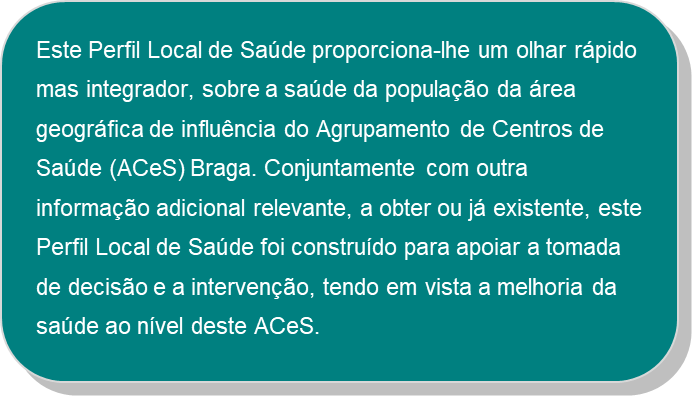 Este Perfil Local de Saúde proporciona-lhe um olhar rápido
mas integrador, sobre a saúde da população da área
geográfica de influência do Agrupamento de Centros de
Saúde (ACeS) Braga. Conjuntamente com outra
informação adicional relevante, a obter ou já existente, este
Perfil Local de Saúde foi construído para apoiar a tomada
de decisão e a intervenção, tendo em vista a melhoria da
saúde ao nível deste ACeS.